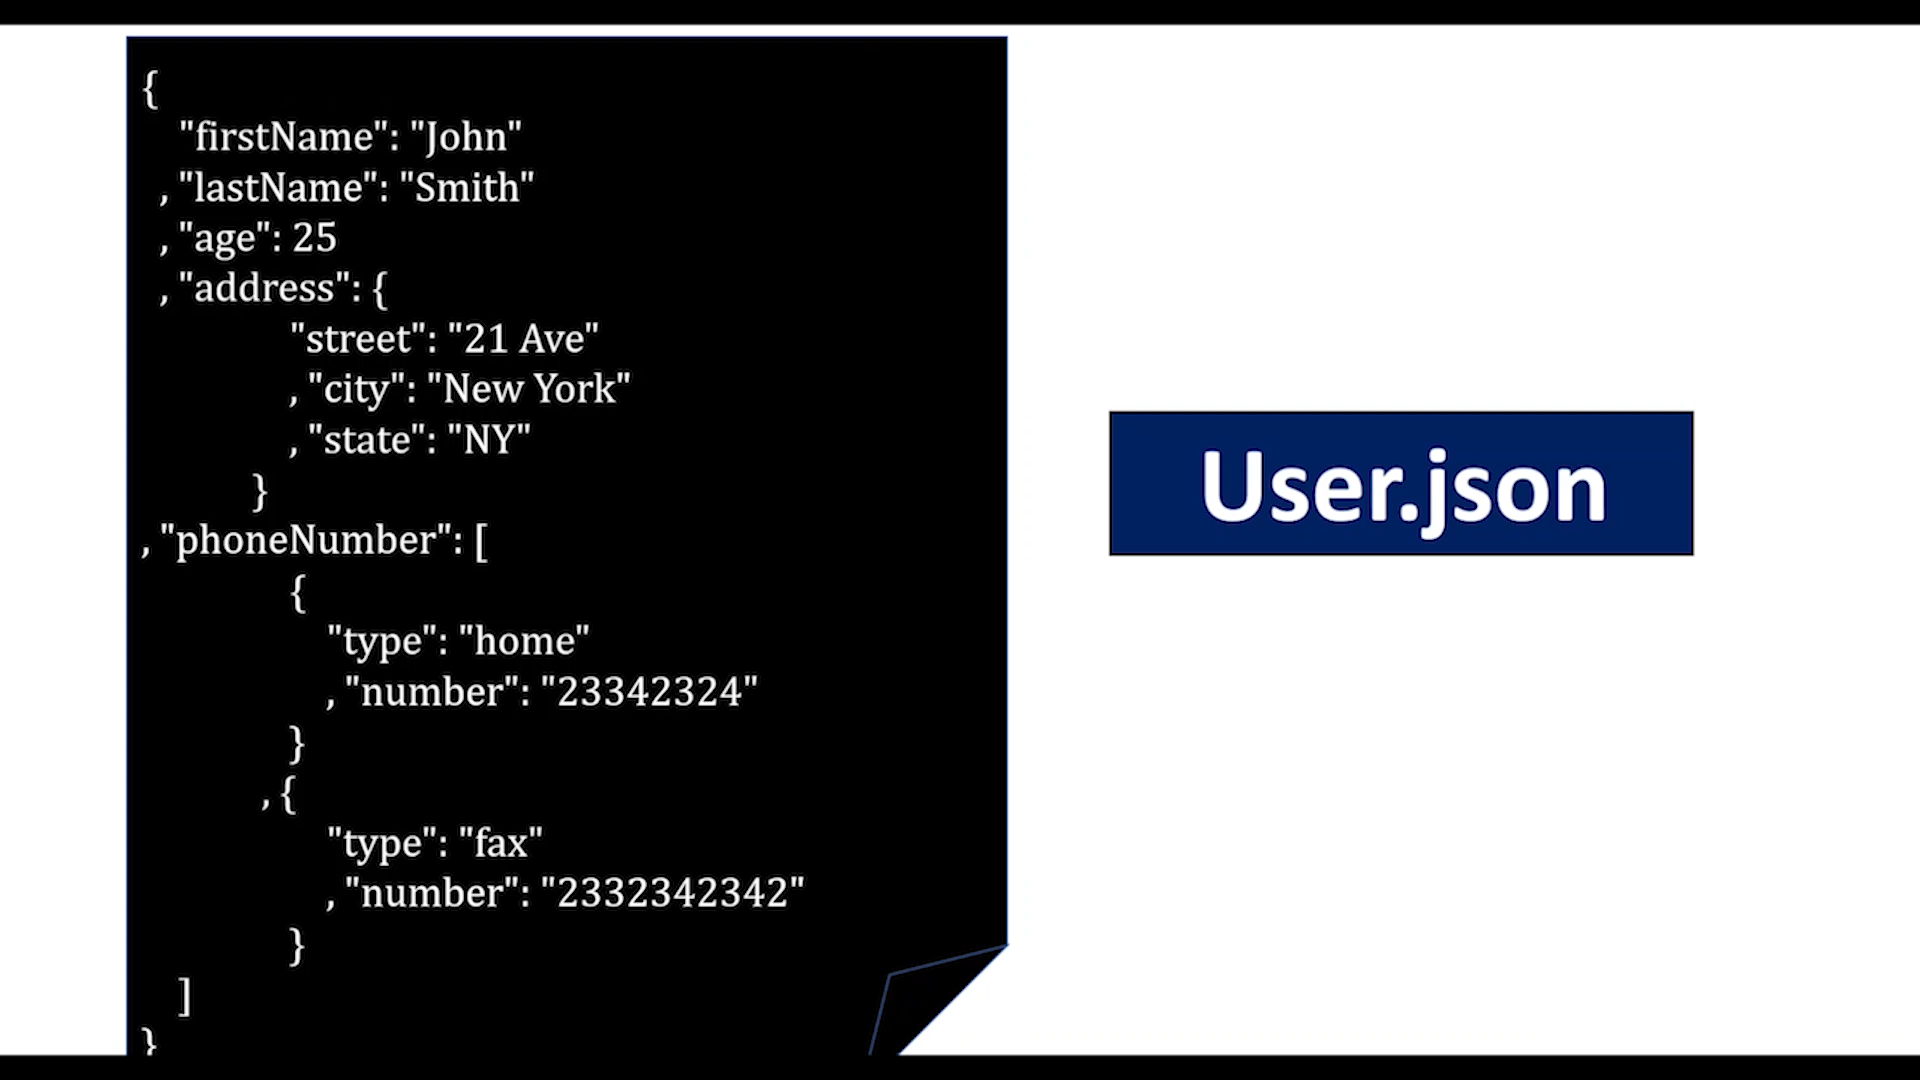 {
"firstName": "John"
, "lastName": "Smith"
, "age": 25
, "address": {
"street": "21 Ave"
, "city": "New York"
, "state": "NY"
}
, "phoneNumber": [
{
"type": "home"
, "number": "23342324"
}
, {
"type": "fax"
, "number": "2332342342"
}
]
}
User.json